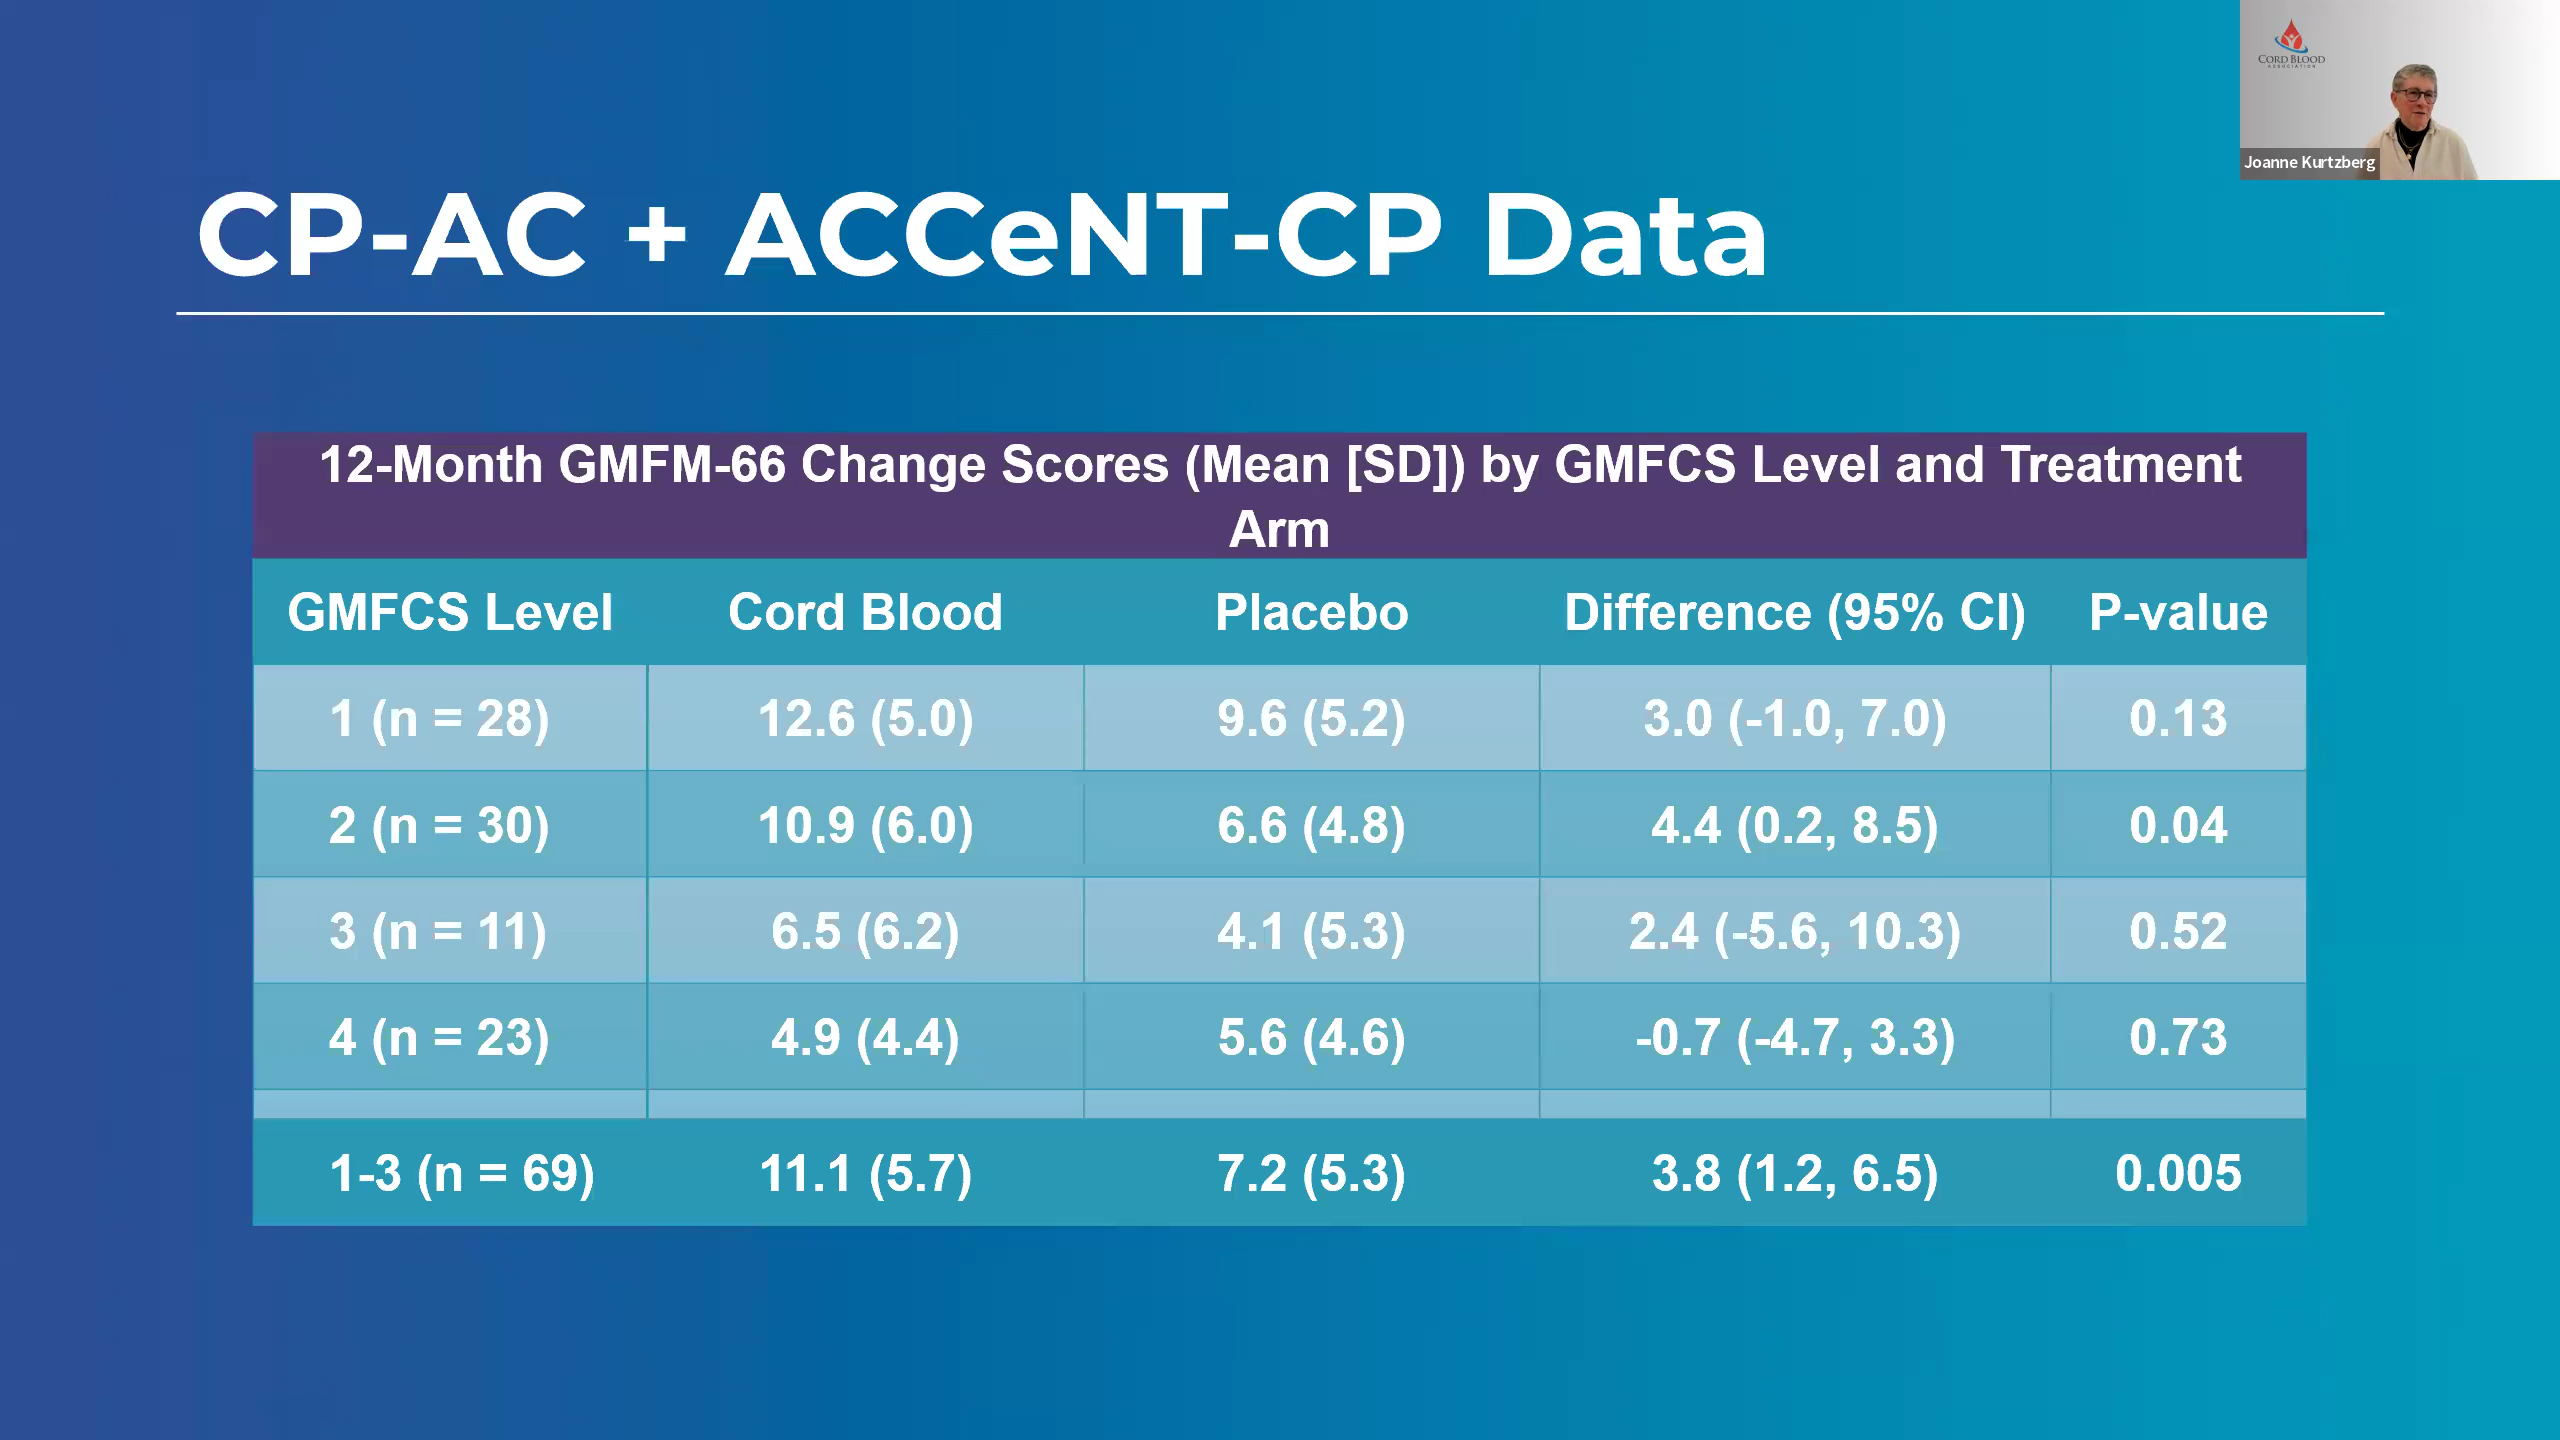 CORD BLOOD
ASSOCIATION
Joanne Kurtzberg
CP-AC + ACCeNT-CP Data
12-Month GMFM-66 Change Scores (Mean [SD]) by GMFCS Level and Treatment
Arm
GMFCS Level Cord Blood Placebo Difference (95% CI) P-value
1 (n = 28) 12.6 (5.0) 9.6 (5.2) 3.0 (-1.0, 7.0) 0.13
2 (n = 30) 10.9 (6.0) 6.6 (4.8) 4.4 (0.2, 8.5) 0.04
3 (n = 11) 6.5 (6.2) 4.1 (5.3) 2.4 (-5.6, 10.3) 0.52
4 (n = 23) 4.9 (4.4) 5.6 (4.6) -0.7 (-4.7, 3.3) 0.73
1-3 (n = 69) 11.1 (5.7) 7.2 (5.3) 3.8 (1.2, 6.5) 0.005